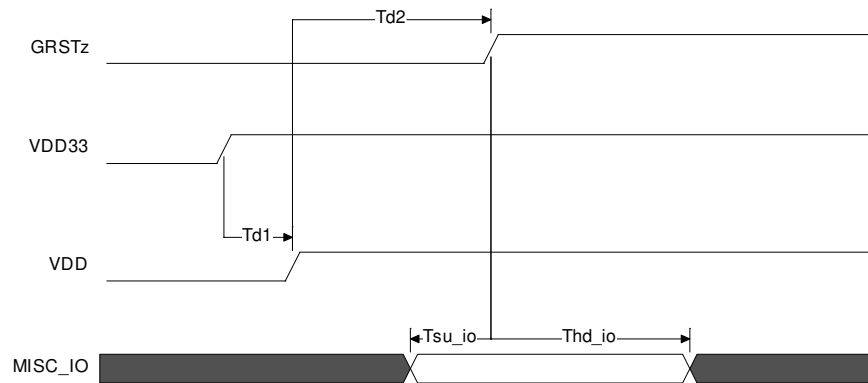 Td2
GRSTz
VDD33
Td1
VDD
Tsu_io Thd_io
MISC_IO